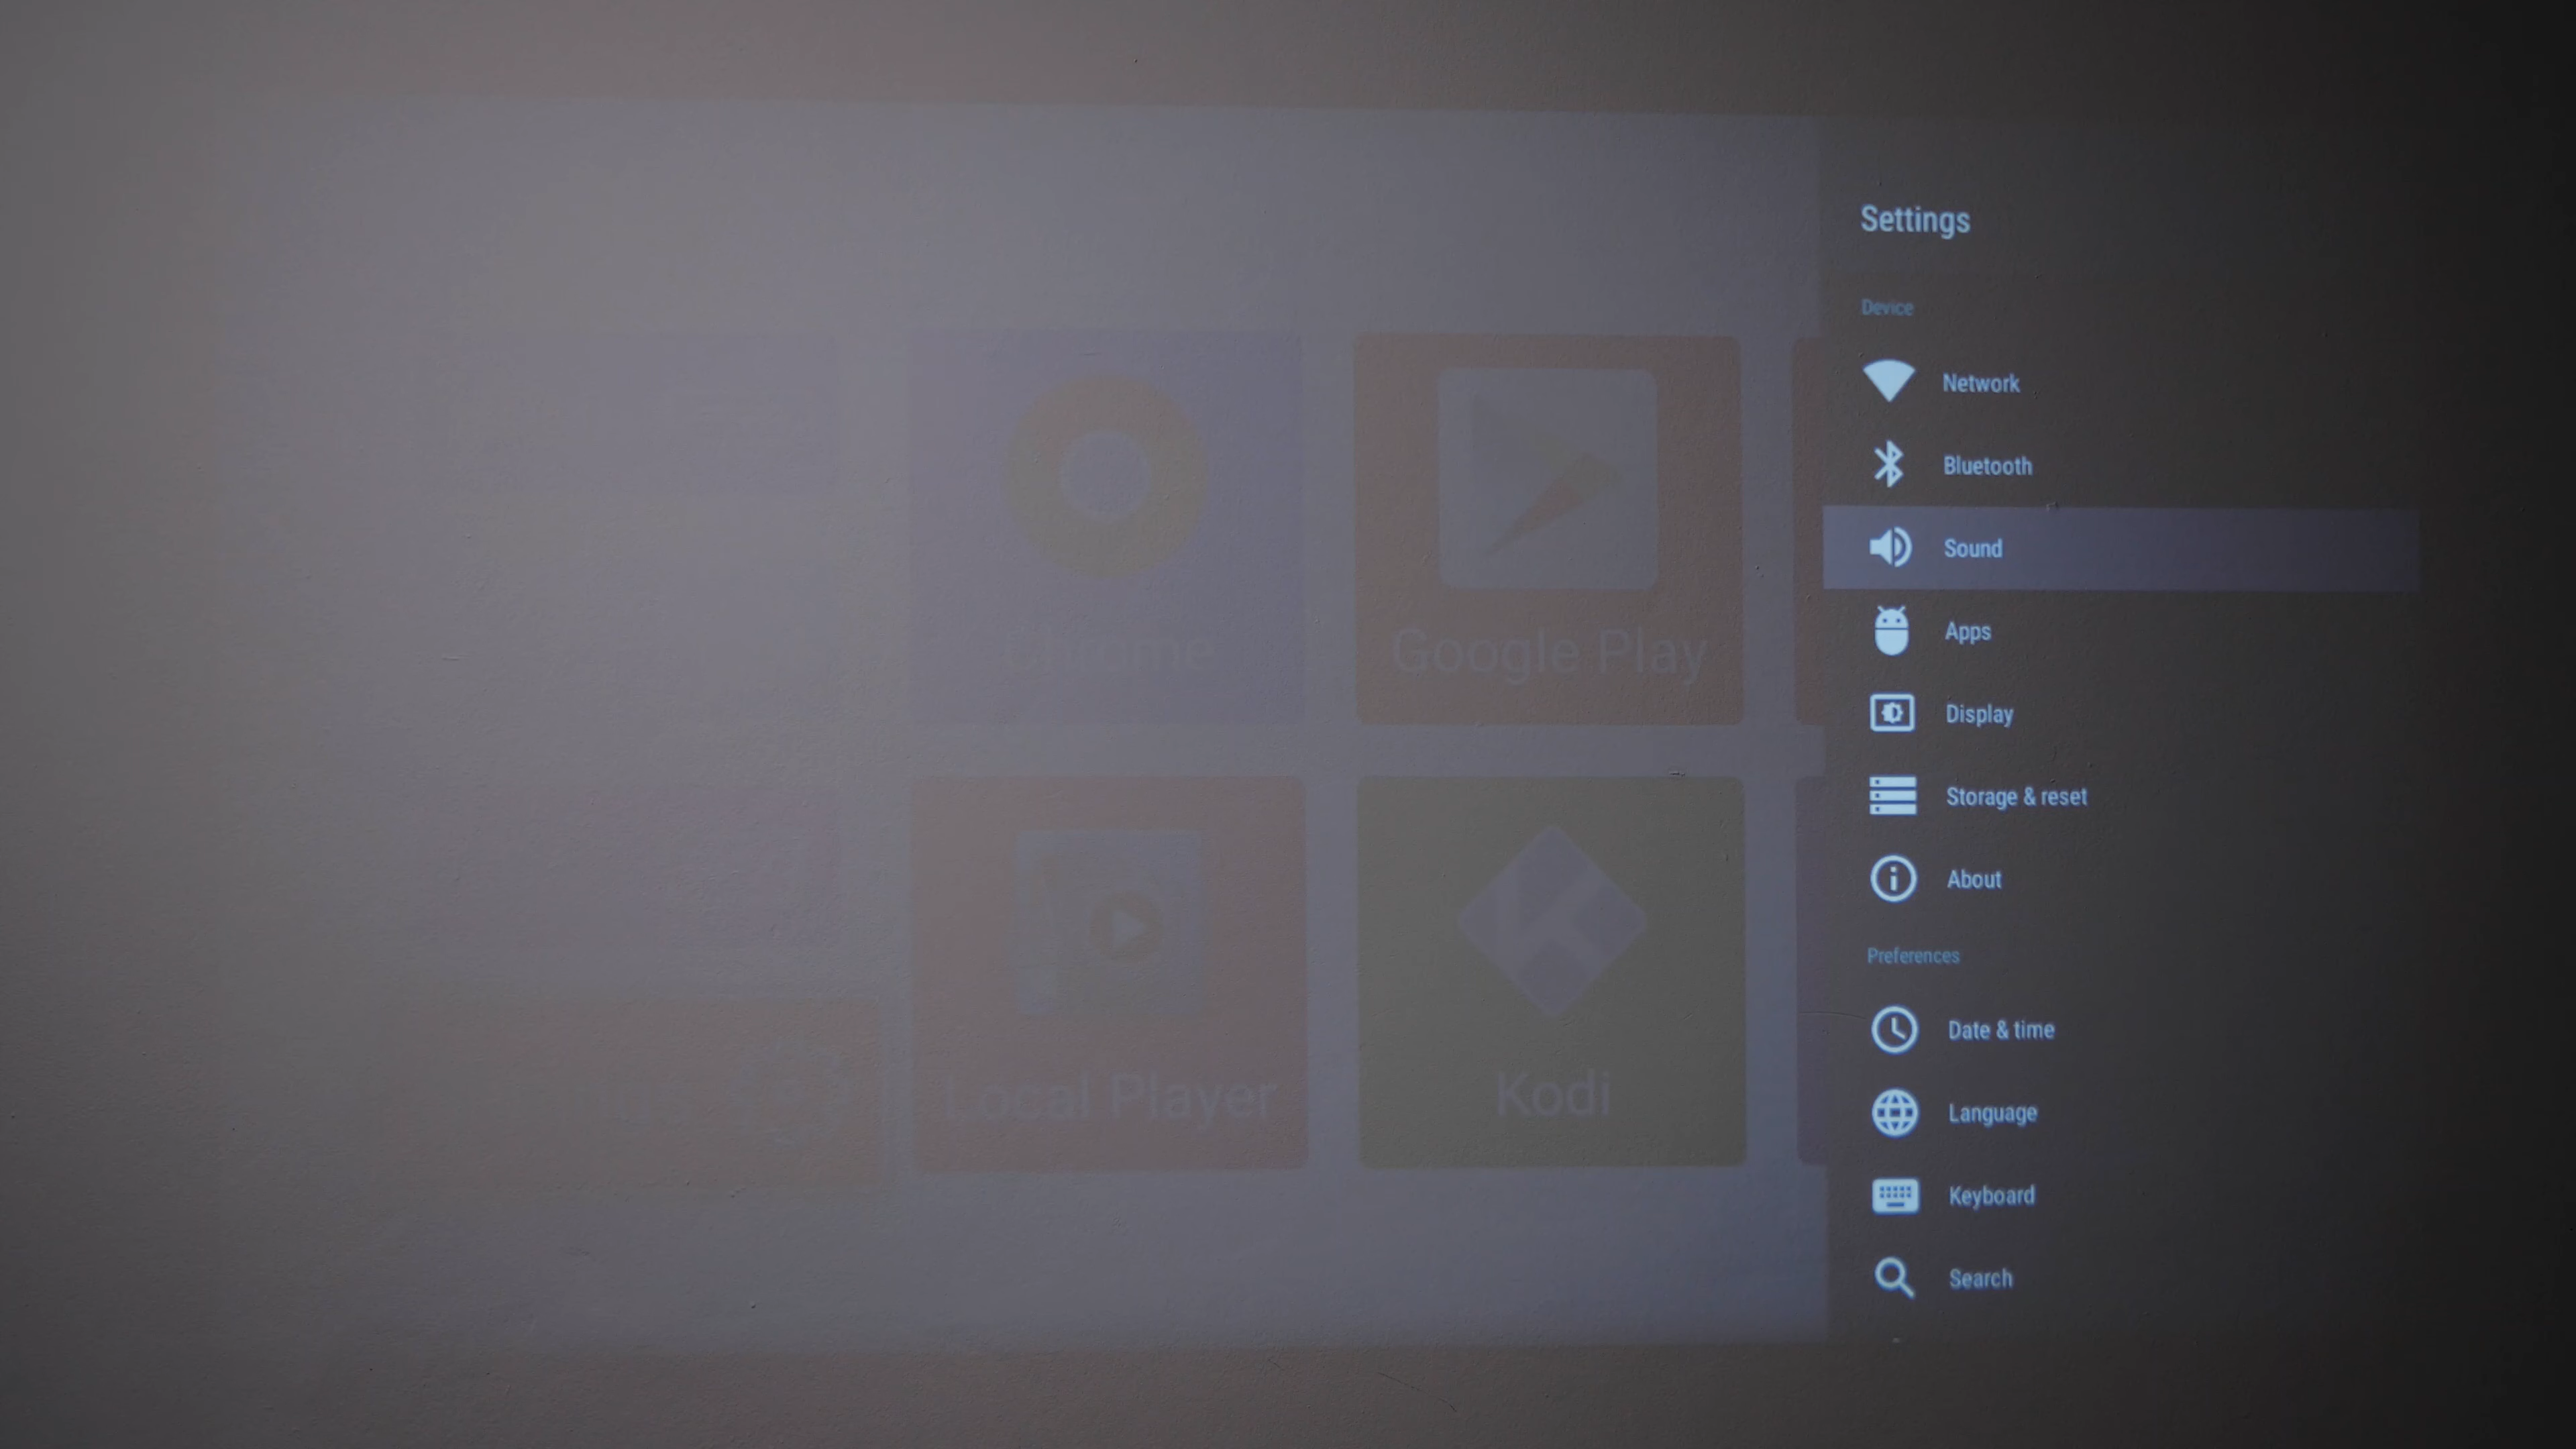 Settings
Device
Network
Bluetooth
Sound
Apps
Display
Storage & reset
About
Preferences
Date & time
Language
Keyboard
Search
Chrome
Google Play
Local Player
Kodi